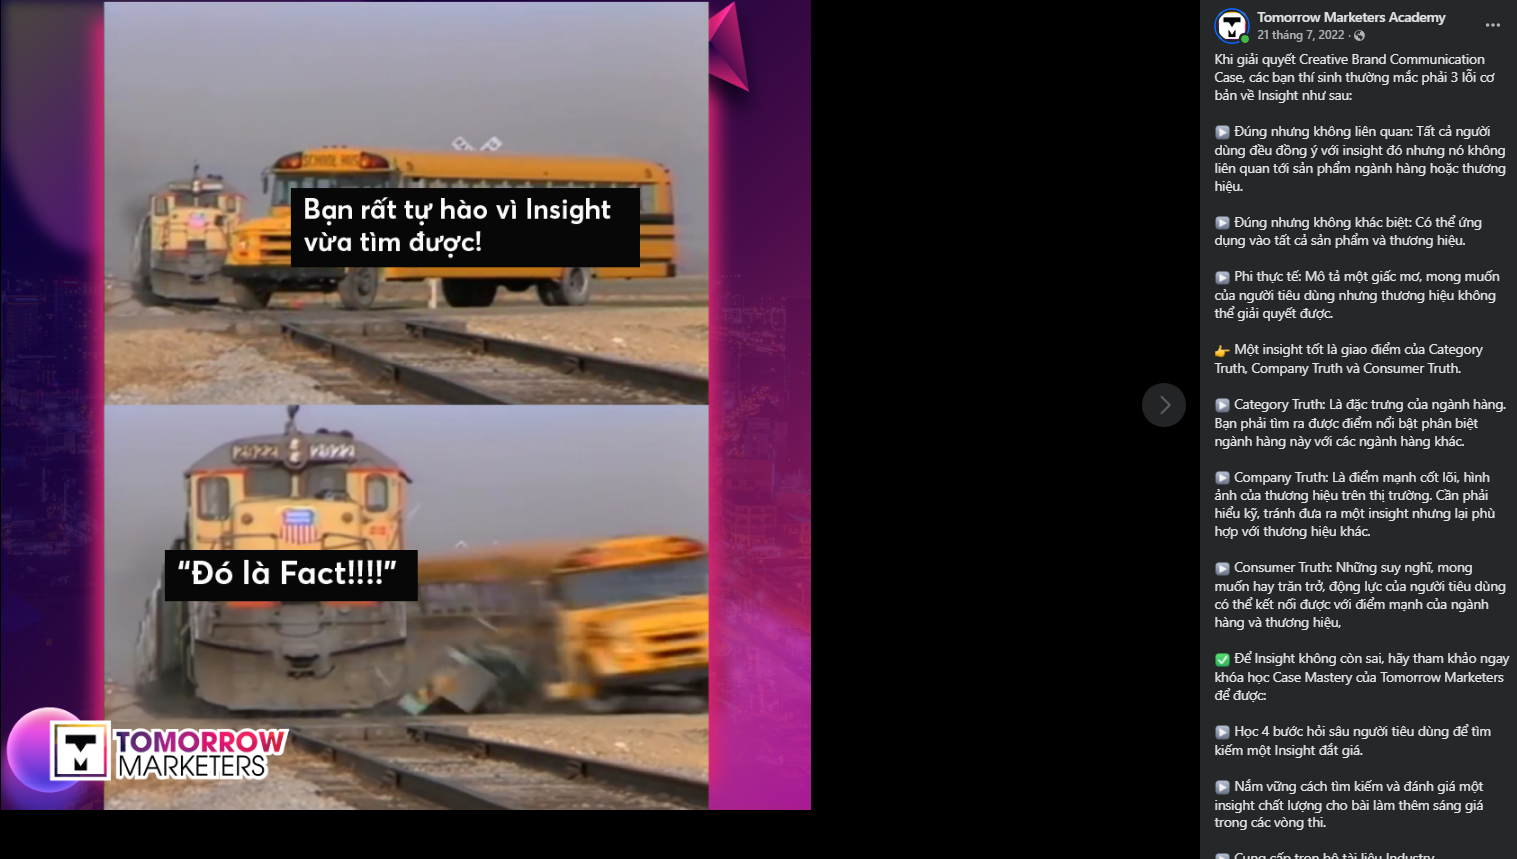 SCHOOL BUS
Bạn rất tự hào vì Insight
vừa tìm được!
2922 2922
“Đó là Fact!!!!”
TOMORROW
MARKETERS
Tomorrow Marketers Academy
21 tháng 7, 2022 ·
Khi giải quyết Creative Brand Communication
Case, các bạn thí sinh thường mắc phải 3 lỗi cơ
bản về Insight như sau:
▶️ Đúng nhưng không liên quan: Tất cả người
dùng đều đồng ý với insight đó nhưng nó không
liên quan tới sản phẩm ngành hàng hoặc thương
hiệu.
▶️ Đúng nhưng không khác biệt: Có thể ứng
dụng vào tất cả sản phẩm và thương hiệu.
▶️ Phi thực tế: Mô tả một giấc mơ, mong muốn
của người tiêu dùng nhưng thương hiệu không
thể giải quyết được.
👉 Một insight tốt là giao điểm của Category
Truth, Company Truth và Consumer Truth.
▶️ Category Truth: Là đặc trưng của ngành hàng.
Bạn phải tìm ra được điểm nổi bật phân biệt
ngành hàng này với các ngành hàng khác.
▶️ Company Truth: Là điểm mạnh cốt lõi, hình
ảnh của thương hiệu trên thị trường. Cần phải
hiểu kỹ, tránh đưa ra một insight nhưng lại phù
hợp với thương hiệu khác.
▶️ Consumer Truth: Những suy nghĩ, mong
muốn hay trăn trở, động lực của người tiêu dùng
có thể kết nối được với điểm mạnh của ngành
hàng và thương hiệu,
✅ Để Insight không còn sai, hãy tham khảo ngay
khóa học Case Mastery của Tomorrow Marketers
để được:
▶️ Học 4 bước hỏi sâu người tiêu dùng để tìm
kiếm một Insight đắt giá.
▶️ Nắm vững cách tìm kiếm và đánh giá một
insight chất lượng cho bài làm thêm sáng giá
trong các vòng thi.
▶️ Cung cấp trọn bộ tài liệu Industry